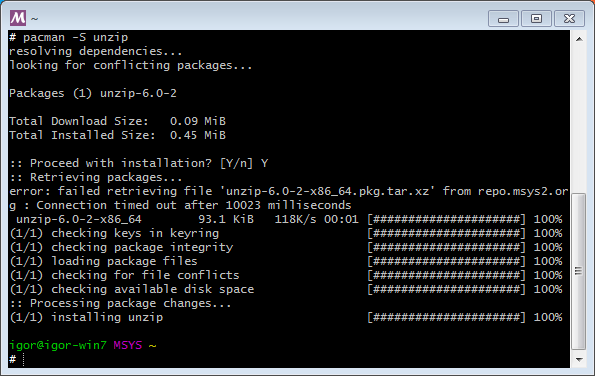 M ~
# pacman -S unzip
resolving dependencies...
looking for conflicting packages...
Packages (1) unzip-6.0-2
Total Download Size:   0.09 MiB
Total Installed Size:  0.45 MiB
:: Proceed with installation? [Y/n] Y
:: Retrieving packages...
error: failed retrieving file 'unzip-6.0-2-x86_64.pkg.tar.xz' from repo.msys2.or
g : Connection timed out after 10023 milliseconds
 unzip-6.0-2-x86_64        93.1 KiB   118K/s 00:01 [#####################] 100%
(1/1) checking keys in keyring                     [#####################] 100%
(1/1) checking package integrity                   [#####################] 100%
(1/1) loading package files                        [#####################] 100%
(1/1) checking for file conflicts                  [#####################] 100%
(1/1) checking available disk space                [#####################] 100%
:: Processing package changes...
(1/1) installing unzip                             [#####################] 100%
igor@igor-win7 MSYS ~
#